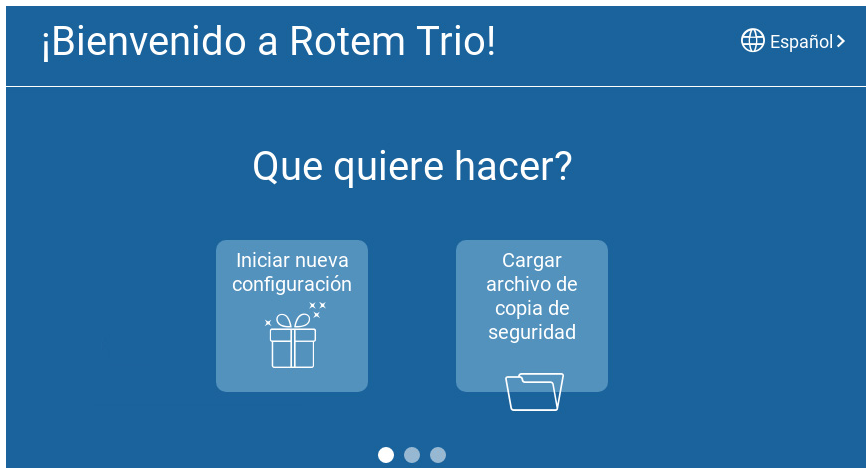 ¡Bienvenido a Rotem Trio!
Español
Que quiere hacer?
Iniciar nueva
configuración
Cargar
archivo de
copia de
seguridad